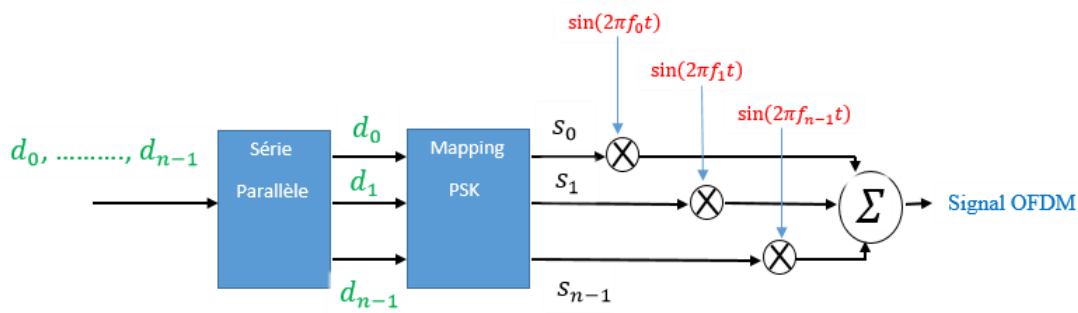 sin(2πf₀t)
sin(2πf₁t)
sin(2πfₙ₋₁t)
d₀, ………., dₙ₋₁
Série
Parallèle
d₀
d₁
dₙ₋₁
Mapping
PSK
s₀
s₁
sₙ₋₁
Σ
Signal OFDM